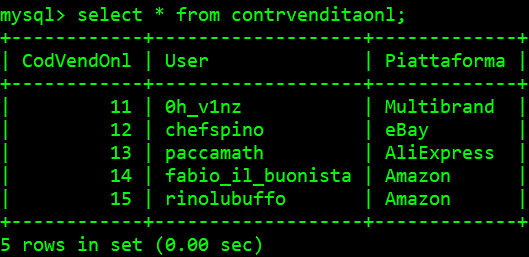 mysql> select * from contrvenditaonl;
+------------+-------------------+-------------+
| CodVendOnl | User              | Piattaforma |
+------------+-------------------+-------------+
|         11 | 0h_v1nz           | Multibrand  |
|         12 | chefspino         | eBay        |
|         13 | paccamath         | AliExpress  |
|         14 | fabio_il_buonista | Amazon      |
|         15 | rinolubuffo       | Amazon      |
+------------+-------------------+-------------+
5 rows in set (0.00 sec)